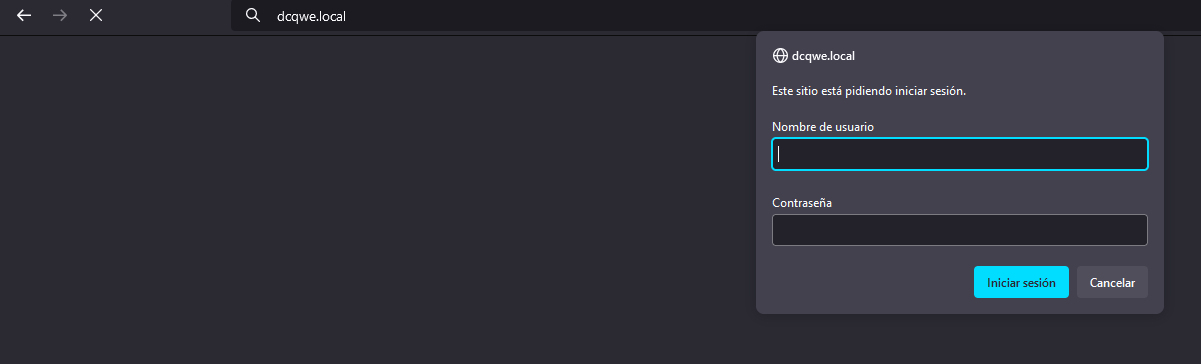 dcqwe.local
dcqwe.local
Este sitio está pidiendo iniciar sesión.
Nombre de usuario
Contraseña
Iniciar sesión
Cancelar